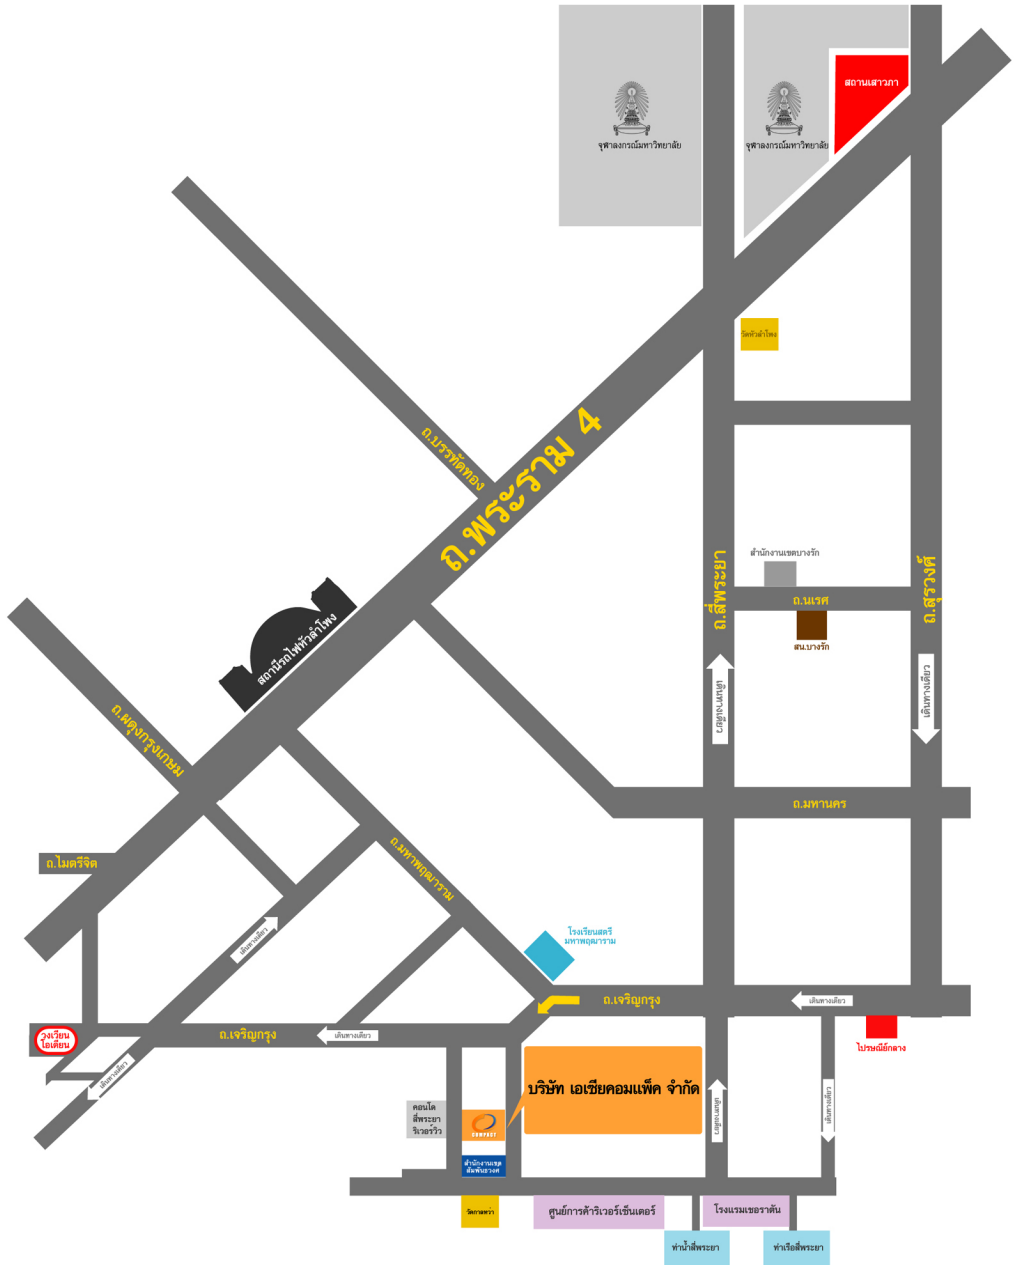 สถานเสาวภา
จุฬาลงกรณ์มหาวิทยาลัย
จุฬาลงกรณ์มหาวิทยาลัย
วัดหัวลำโพง
ถ.บรรทัดทอง
ถ.พระราม 4
สำนักงานเขตบางรัก
ถ.สี่พระยา
ถ.นเรศ
ถ.สุรวงศ์
สน.บางรัก
สถานีรถไฟหัวลำโพง
เดินทางเดียว
เดินทางเดียว
ถ.ผดุงกรุงเกษม
ถ.มหานคร
ถ.ไมตรีจิต
ถ.มหาพฤฒาราม
เดินทางเดียว
โรงเรียนสตรี
มหาพฤฒาราม
ถ.เจริญกรุง
เดินทางเดียว
วงเวียน
โอเดียน
ถ.เจริญกรุง
เดินทางเดียว
ไปรษณีย์กลาง
เดินทางเดียว
บริษัท เอเซียคอมแพ็ค จำกัด
คอนโด
สี่พระยา
ริเวอร์วิว
COMPACT
เดินทางเดียว
เดินทางเดียว
สำนักงานเขต
สัมพันธวงศ์
วัดกาลหว่า
ศูนย์การค้าริเวอร์เซ็นเตอร์
โรงแรมเชอราตัน
ท่าน้ำสี่พระยา
ท่าเรือสี่พระยา